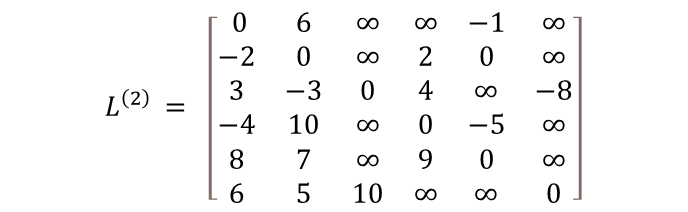 0 6 ∞ ∞ −1 ∞
−2 0 ∞ 2 0 ∞
3 −3 0 4 ∞ −8
L⁽²⁾ =
−4 10 ∞ 0 −5 ∞
8 7 ∞ 9 0 ∞
6 5 10 ∞ ∞ 0